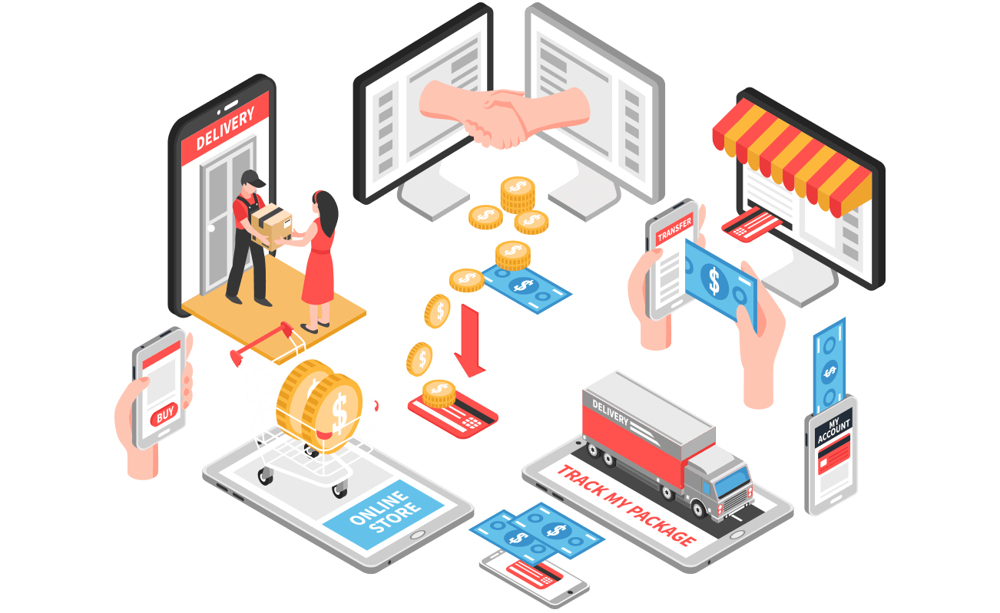 DELIVERY
TRANSFER
BUY
DELIVERY
MY
ACCOUNT
ONLINE
STORE
TRACK MY PACKAGE